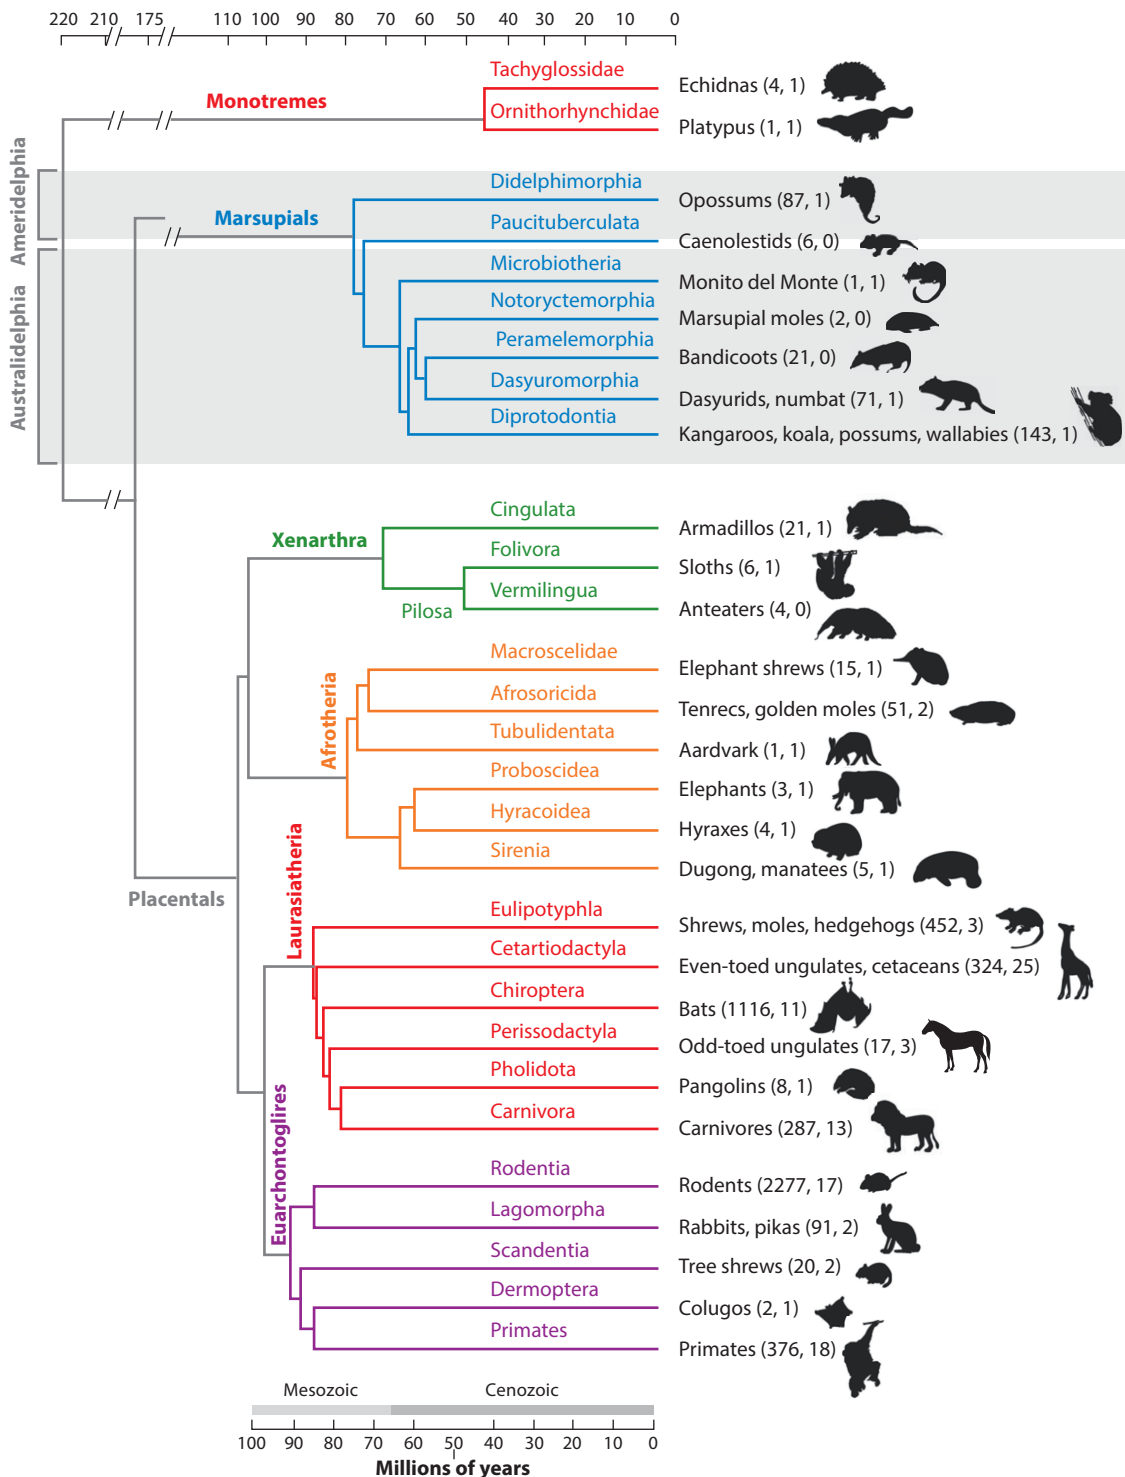 220 210 175 110 100 90 80 70 60 50 40 30 20 10 0
Tachyglossidae
Echidnas (4, 1)
Monotremes
Ornithorhynchidae
Platypus (1, 1)
Ameridelphia
Didelphimorphia
Opossums (87, 1)
Marsupials
Paucituberculata
Caenolestids (6, 0)
Australidelphia
Microbiotheria
Monito del Monte (1, 1)
Notoryctemorphia
Marsupial moles (2, 0)
Peramelemorphia
Bandicoots (21, 0)
Dasyuromorphia
Dasyurids, numbat (71, 1)
Diprotodontia
Kangaroos, koala, possums, wallabies (143, 1)
Cingulata
Armadillos (21, 1)
Xenarthra
Folivora
Sloths (6, 1)
Vermilingua
Anteaters (4, 0)
Pilosa
Macroscelidae
Elephant shrews (15, 1)
Afrotheria
Afrosoricida
Tenrecs, golden moles (51, 2)
Tubulidentata
Aardvark (1, 1)
Proboscidea
Elephants (3, 1)
Hyracoidea
Hyraxes (4, 1)
Sirenia
Dugong, manatees (5, 1)
Placentals
Laurasiatheria
Eulipotyphla
Shrews, moles, hedgehogs (452, 3)
Cetartiodactyla
Even-toed ungulates, cetaceans (324, 25)
Chiroptera
Bats (1116, 11)
Perissodactyla
Odd-toed ungulates (17, 3)
Pholidota
Pangolins (8, 1)
Carnivora
Carnivores (287, 13)
Euarchontoglires
Rodentia
Rodents (2277, 17)
Lagomorpha
Rabbits, pikas (91, 2)
Scandentia
Tree shrews (20, 2)
Dermoptera
Colugos (2, 1)
Primates
Primates (376, 18)
Mesozoic Cenozoic
100 90 80 70 60 50 40 30 20 10 0
Millions of years